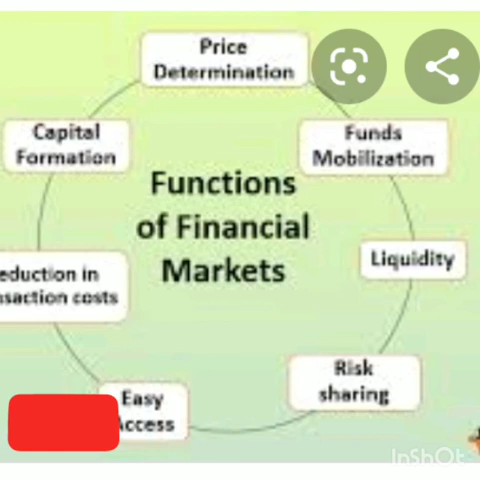 Price
Determination
Capital
Formation
Funds
Mobilization
Functions
of Financial
Markets
Liquidity
eduction in
nsaction costs
Risk
sharing
Easy
Access
InShOt